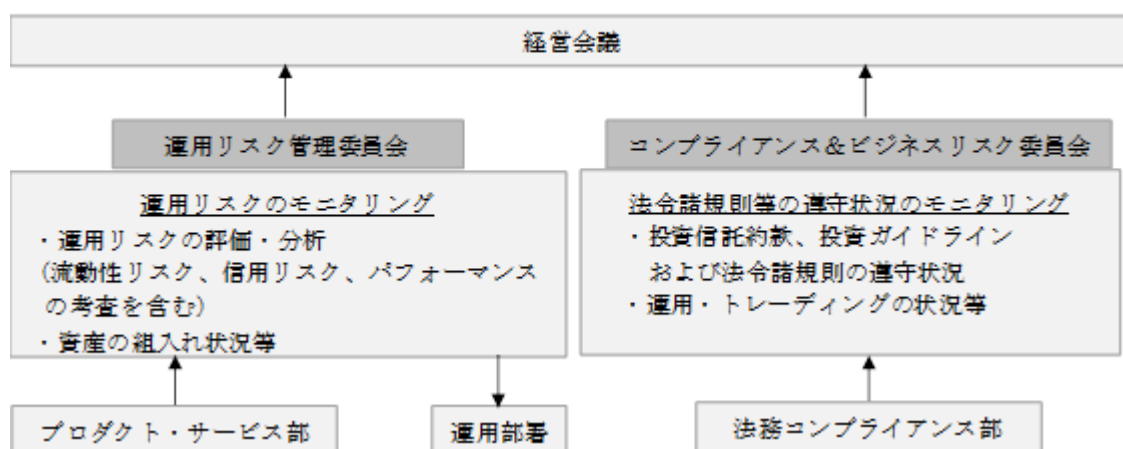 経営会議
運用リスク管理委員会
運用リスクのモニタリング
・運用リスクの評価・分析
(流動性リスク、信用リスク、パフォーマンス
の考査を含む)
・資産の組入れ状況等
プロダクト・サービス部
運用部署
コンプライアンス&ビジネスリスク委員会
法令諸規則等の遵守状況のモニタリング
・投資信託約款、投資ガイドライン
および法令諸規則の遵守状況
・運用・トレーディングの状況等
法務コンプライアンス部